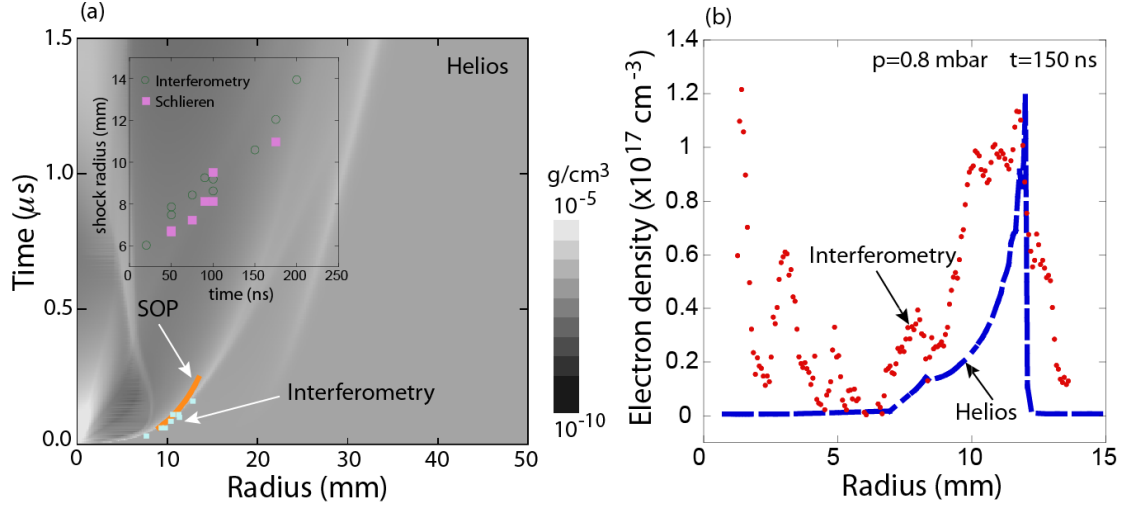 (a)
1.5
1.0
0.5
0.0
Time (μs)
0
10
20
30
40
50
Radius (mm)
Helios
Interferometry
Schlieren
14
12
10
8
6
shock radius (mm)
0
50
100
150
200
250
time (ns)
SOP
Interferometry
g/cm³
10⁻⁵
10⁻¹⁰
(b)
1.4
1.2
1.0
0.8
0.6
0.4
0.2
0
Electron density (x10¹⁷ cm⁻³)
p=0.8 mbar t=150 ns
Interferometry
Helios
0
5
10
15
Radius (mm)